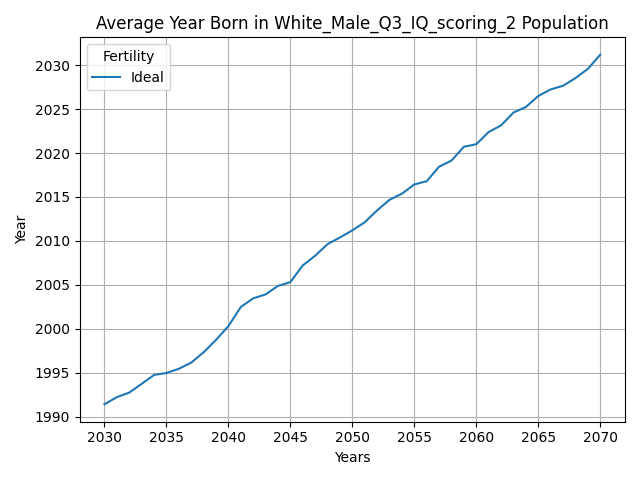 Average Year Born in White_Male_Q3_IQ_scoring_2 Population
Fertility
Ideal
Year
2030
2025
2020
2015
2010
2005
2000
1995
1990
2030 2035 2040 2045 2050 2055 2060 2065 2070
Years